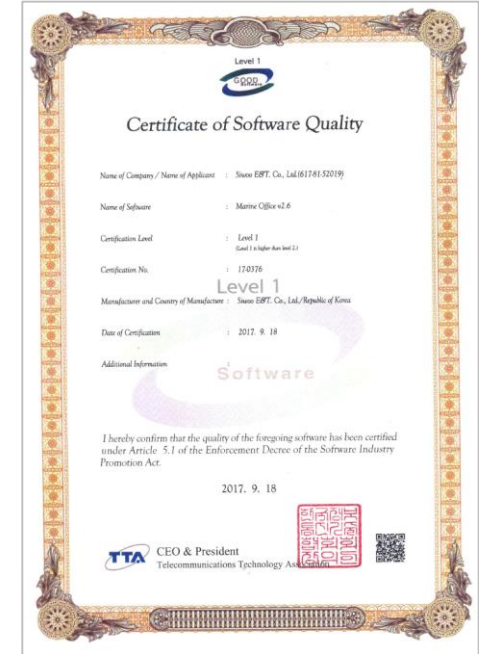 Level 1
GOOD
Software
Certificate of Software Quality
Name of Company / Name of Applicant : Siwoo E&T. Co., Ltd.(617-81-52019)
Name of Software : Marine Office v2.6
Certification Level : Level 1
(Level 1 is higher than level 2.)
Certification No. : 17-0376
Level 1
Manufacturer and Country of Manufacture : Siwoo E&T. Co., Ltd./Republic of Korea
Date of Certification : 2017. 9. 18
Additional Information :
Software
I hereby confirm that the quality of the foregoing software has been certified
under Article 5.1 of the Enforcement Decree of the Software Industry
Promotion Act.
2017. 9. 18
TTA
CEO & President
Telecommunications Technology Association